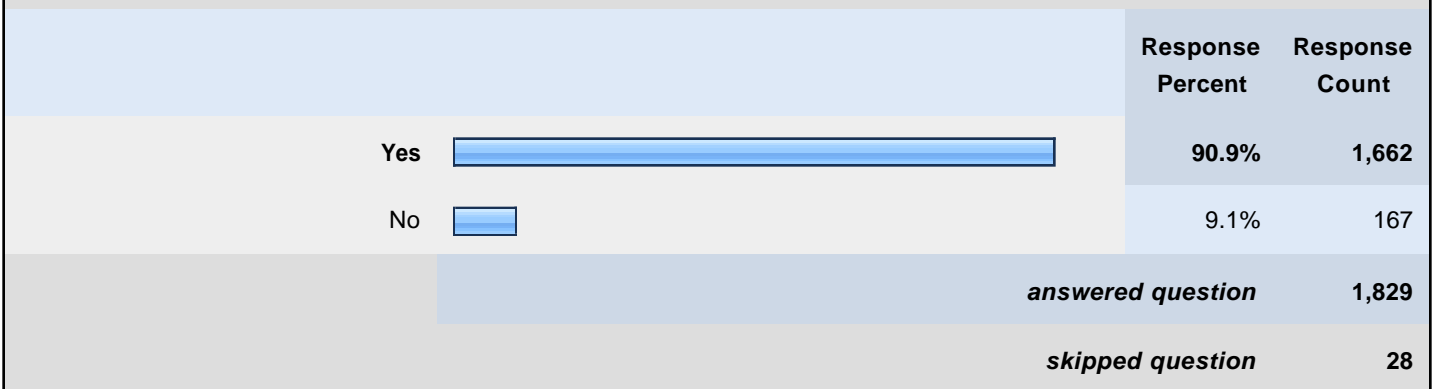 Response Response
Percent Count
Yes 90.9% 1,662
No 9.1% 167
answered question 1,829
skipped question 28